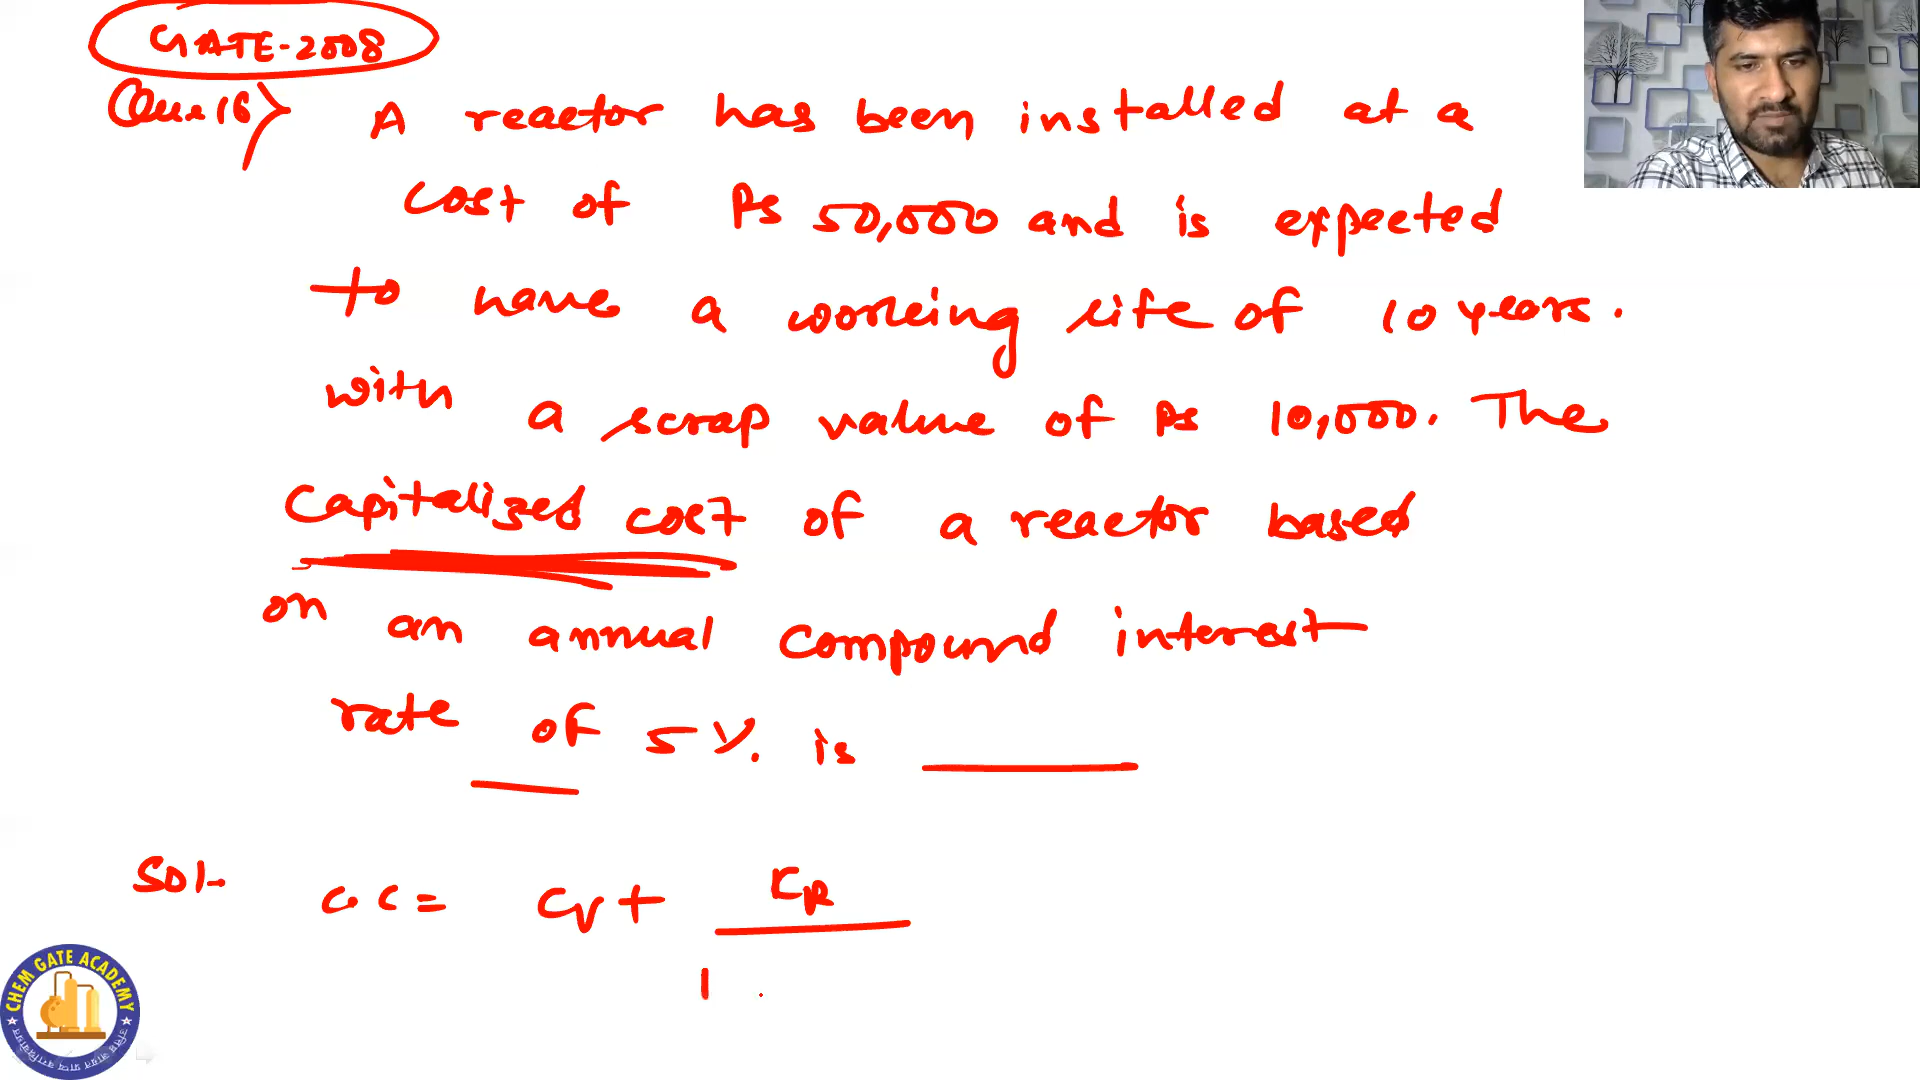 GATE-2008
Que 16> A reactor has been installed at a
cost of Rs 50,000 and is expected
to have a working life of 10 years.
with a scrap value of Rs 10,000. The
Capitalized cost of a reactor based
on an annual compound interest
rate of 5%. is ______
Sol- CC = Cv + CR
1
CHEM GATE ACADEMY